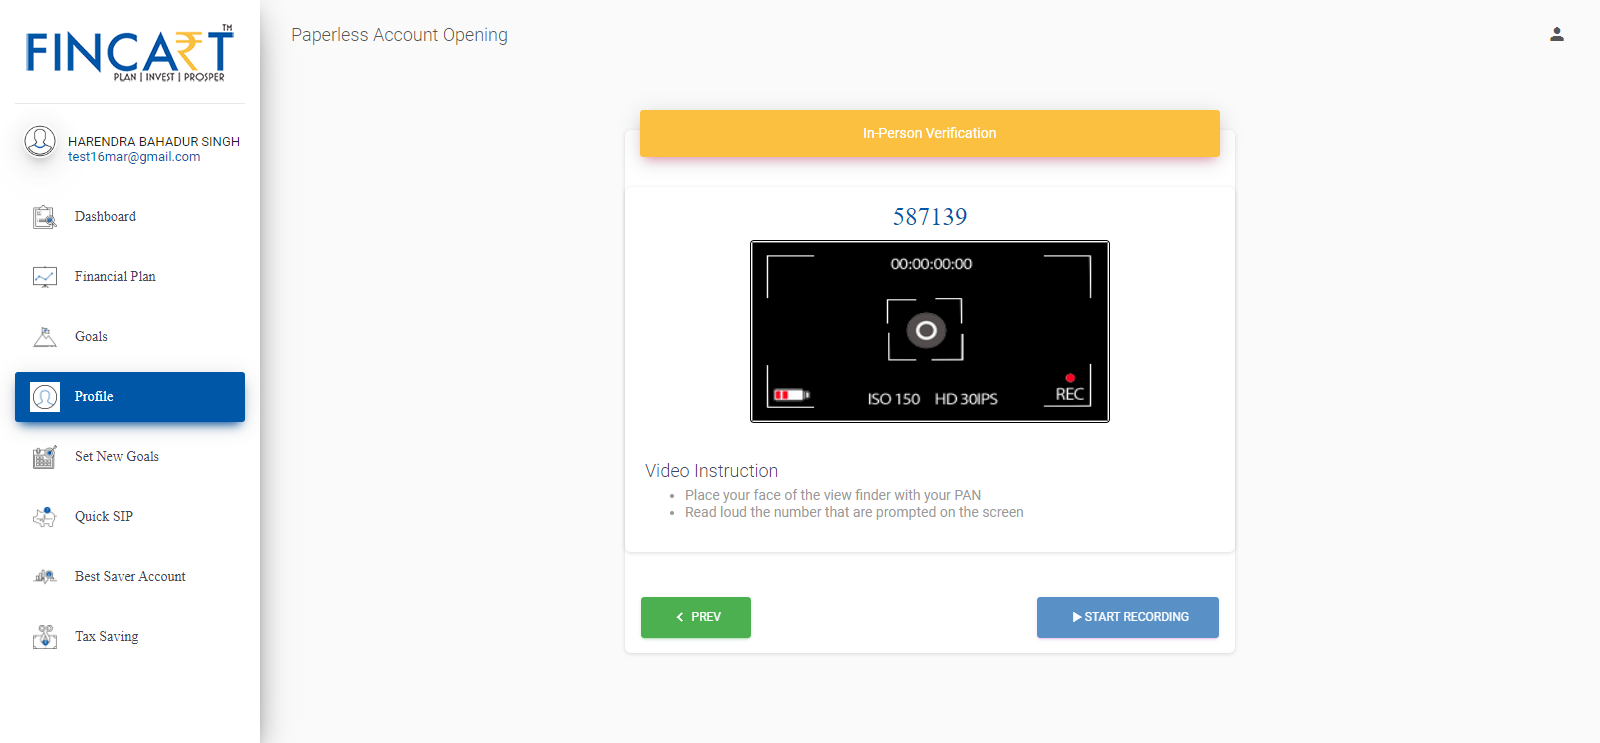 FINCART™
PLAN | INVEST | PROSPER
HARENDRA BAHADUR SINGH
test16mar@gmail.com
Dashboard
Financial Plan
Goals
Profile
Set New Goals
Quick SIP
Best Saver Account
Tax Saving
Paperless Account Opening
In-Person Verification
587139
00:00:00:00
ISO 150 HD 30IPS
REC
Video Instruction
Place your face of the view finder with your PAN
Read loud the number that are prompted on the screen
PREV
START RECORDING